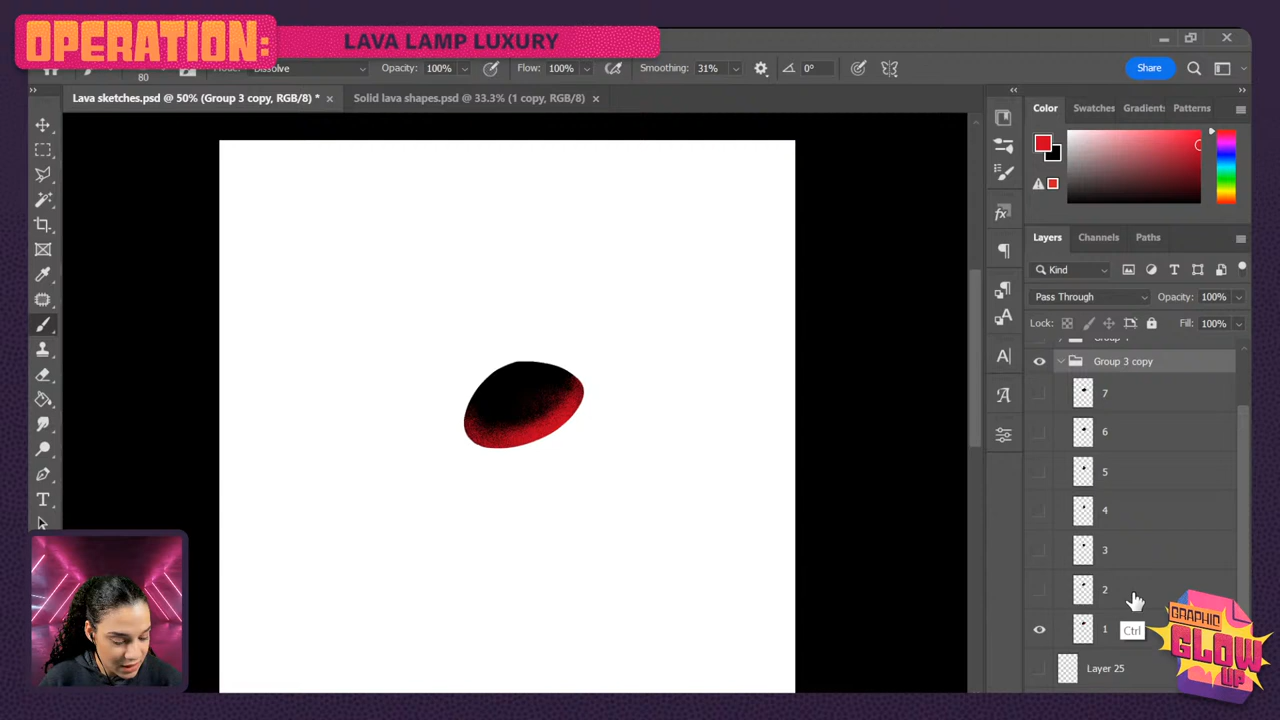 OPERATION:
LAVA LAMP LUXURY
80
Dissolve
Opacity: 100%
Flow: 100%
Smoothing: 31%
0°
Share
Lava sketches.psd @ 50% (Group 3 copy, RGB/8) *
Solid lava shapes.psd @ 33.3% (1 copy, RGB/8)
Color
Swatches
Gradient:
Patterns
Layers
Channels
Paths
Kind
Pass Through
Opacity: 100%
Lock:
Fill: 100%
Group 3 copy
7
6
5
4
3
2
1
Ctrl
Layer 25
GRAPHIC
GLOW
UP